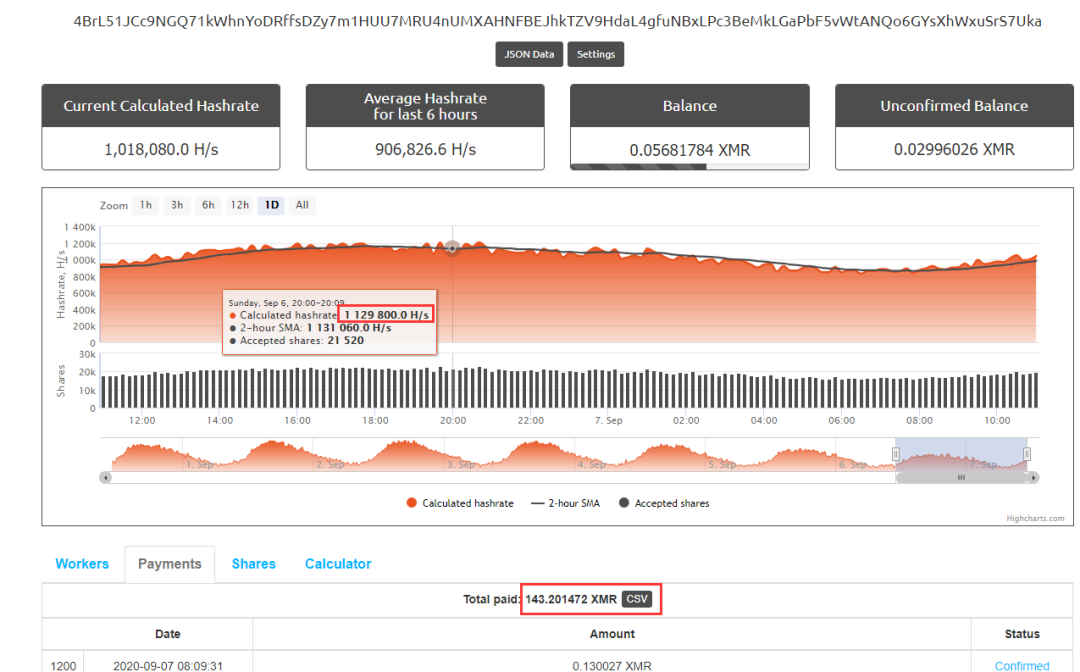 4BrL51JCc9NGQ71kWhnYoDRffsDZy7m1HUU7MRU4nUMXAHNFBEJhkTZV9HdaL4gfuNBxLPc3BeMkLGaPbF5vWtANQo6GYsXhWxuSrS7Uka
JSON Data Settings
Current Calculated Hashrate
1,018,080.0 H/s
Average Hashrate
for last 6 hours
906,826.6 H/s
Balance
0.05681784 XMR
Unconfirmed Balance
0.02996026 XMR
Zoom 1h 3h 6h 12h 1D All
Hashrate, H/s
1 400k
1 200k
1 000k
800k
600k
400k
200k
0
Sunday, Sep 6, 20:00-20:09
Calculated hashrate: 1 129 800.0 H/s
2-hour SMA: 1 131 060.0 H/s
Accepted shares: 21 520
Shares
30k
20k
10k
0
12:00 14:00 16:00 18:00 20:00 22:00 7. Sep 02:00 04:00 06:00 08:00 10:00
1. Sep 2. Sep 3. Sep 4. Sep 5. Sep 6. Sep 7. Sep
Calculated hashrate 2-hour SMA Accepted shares
Highcharts.com
Workers Payments Shares Calculator
Total paid: 143.201472 XMR CSV
Date Amount Status
1200 2020-09-07 08:09:31 0.130027 XMR Confirmed